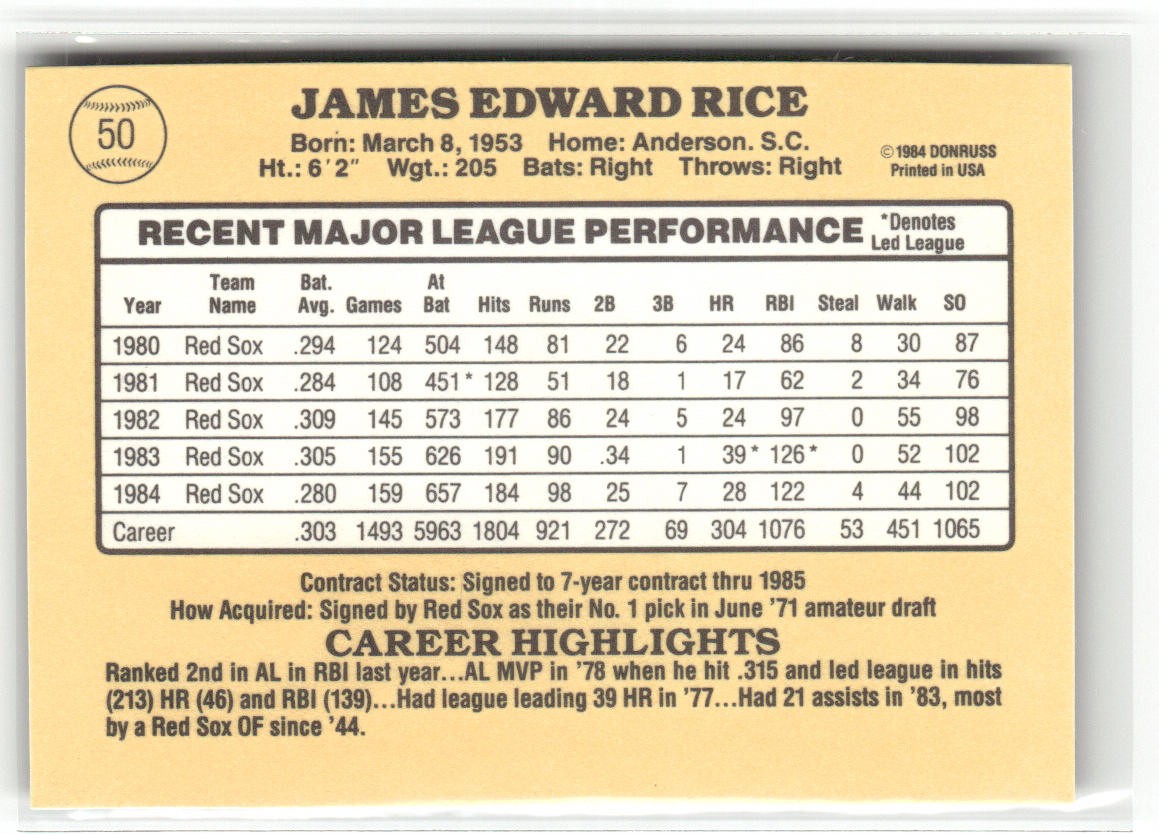 50
JAMES EDWARD RICE
Born: March 8, 1953 Home: Anderson. S.C.
Ht.: 6'2" Wgt.: 205 Bats: Right Throws: Right
© 1984 DONRUSS
Printed in USA
RECENT MAJOR LEAGUE PERFORMANCE *Denotes Led League
Year Team Name Bat. Avg. Games At Bat Hits Runs 2B 3B HR RBI Steal Walk SO
1980 Red Sox .294 124 504 148 81 22 6 24 86 8 30 87
1981 Red Sox .284 108 451* 128 51 18 1 17 62 2 34 76
1982 Red Sox .309 145 573 177 86 24 5 24 97 0 55 98
1983 Red Sox .305 155 626 191 90 .34 1 39* 126* 0 52 102
1984 Red Sox .280 159 657 184 98 25 7 28 122 4 44 102
Career .303 1493 5963 1804 921 272 69 304 1076 53 451 1065
Contract Status: Signed to 7-year contract thru 1985
How Acquired: Signed by Red Sox as their No. 1 pick in June '71 amateur draft
CAREER HIGHLIGHTS
Ranked 2nd in AL in RBI last year...AL MVP in '78 when he hit .315 and led league in hits
(213) HR (46) and RBI (139)...Had league leading 39 HR in '77...Had 21 assists in '83, most
by a Red Sox OF since '44.